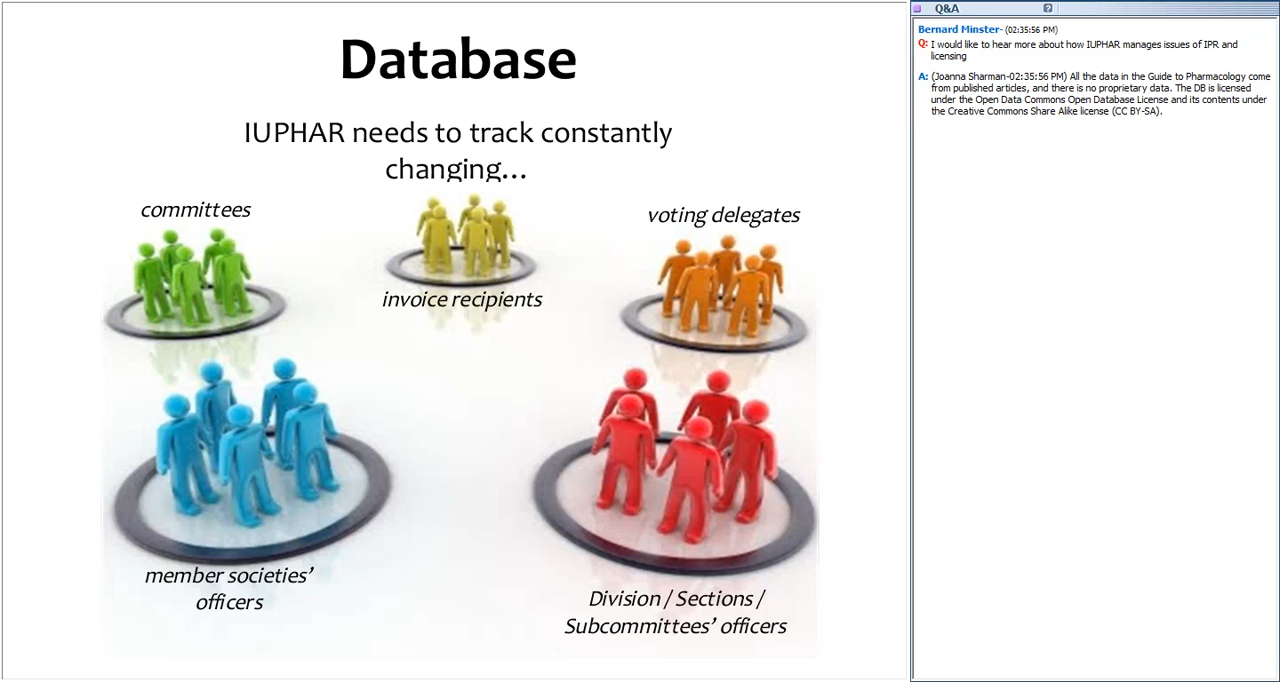 Database
IUPHAR needs to track constantly
changing…
committees
invoice recipients
voting delegates
member societies’
officers
Division / Sections /
Subcommittees’ officers
Q&A
Bernard Minster- (02:35:56 PM)
Q: I would like to hear more about how IUPHAR manages issues of IPR and
licensing
A: (Joanna Sharman-02:35:56 PM) All the data in the Guide to Pharmacology come
from published articles, and there is no proprietary data. The DB is licensed
under the Open Data Commons Open Database License and its contents under
the Creative Commons Share Alike license (CC BY-SA).